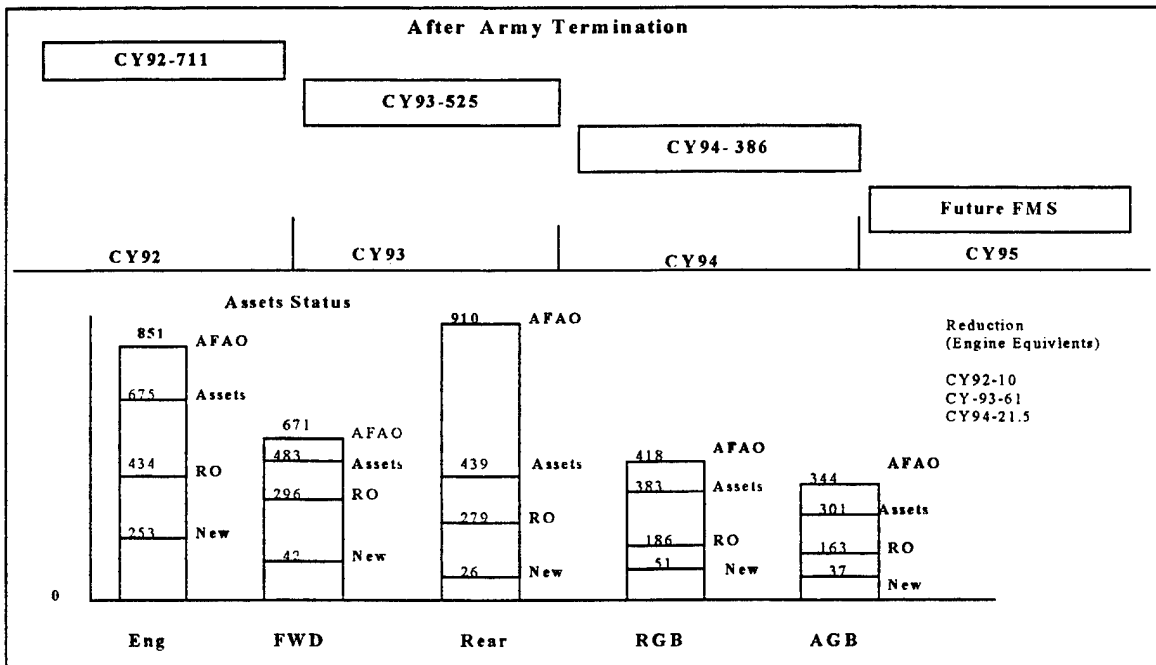 After Army Termination
CY92-711
CY93-525
CY94-386
Future FMS
CY92
CY93
CY94
CY95
Assets Status
851
AFAO
675
Assets
434
RO
253
New
671
AFAO
483
Assets
296
RO
42
New
910
AFAO
439
Assets
279
RO
26
New
418
AFAO
383
Assets
186
RO
51
New
344
AFAO
301
Assets
163
RO
37
New
Reduction
(Engine Equivlents)
CY92-10
CY-93-61
CY94-21.5
0
Eng
FWD
Rear
RGB
AGB